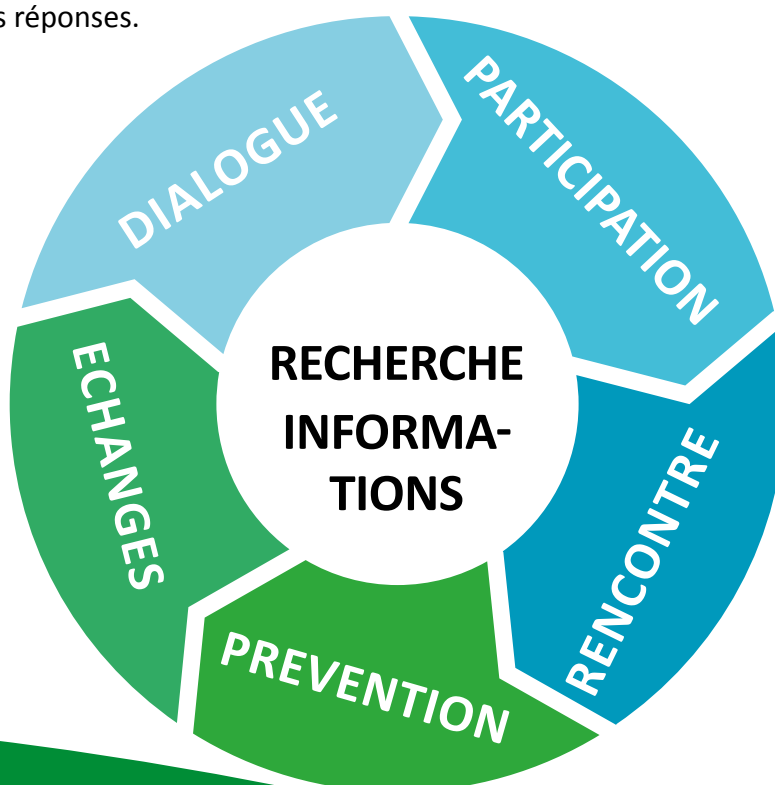 s réponses.
DIALOGUE
PARTICIPATION
RENCONTRE
PREVENTION
ECHANGES
RECHERCHE
INFORMA-
TIONS